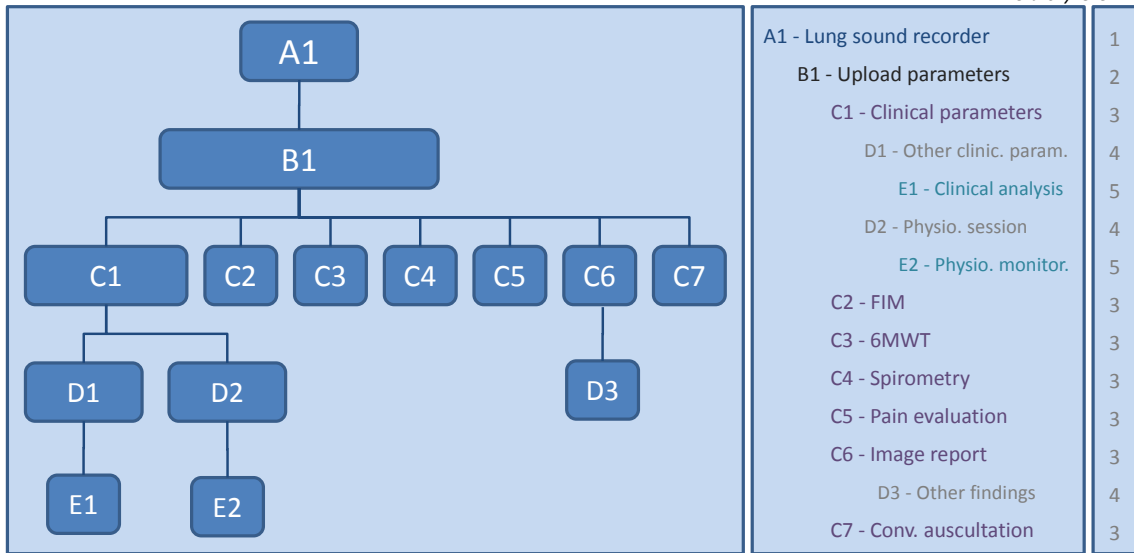 A1
B1
C1 C2 C3 C4 C5 C6 C7
D1 D2 D3
E1 E2
A1 - Lung sound recorder 1
B1 - Upload parameters 2
C1 - Clinical parameters 3
D1 - Other clinic. param. 4
E1 - Clinical analysis 5
D2 - Physio. session 4
E2 - Physio. monitor. 5
C2 - FIM 3
C3 - 6MWT 3
C4 - Spirometry 3
C5 - Pain evaluation 3
C6 - Image report 3
D3 - Other findings 4
C7 - Conv. auscultation 3